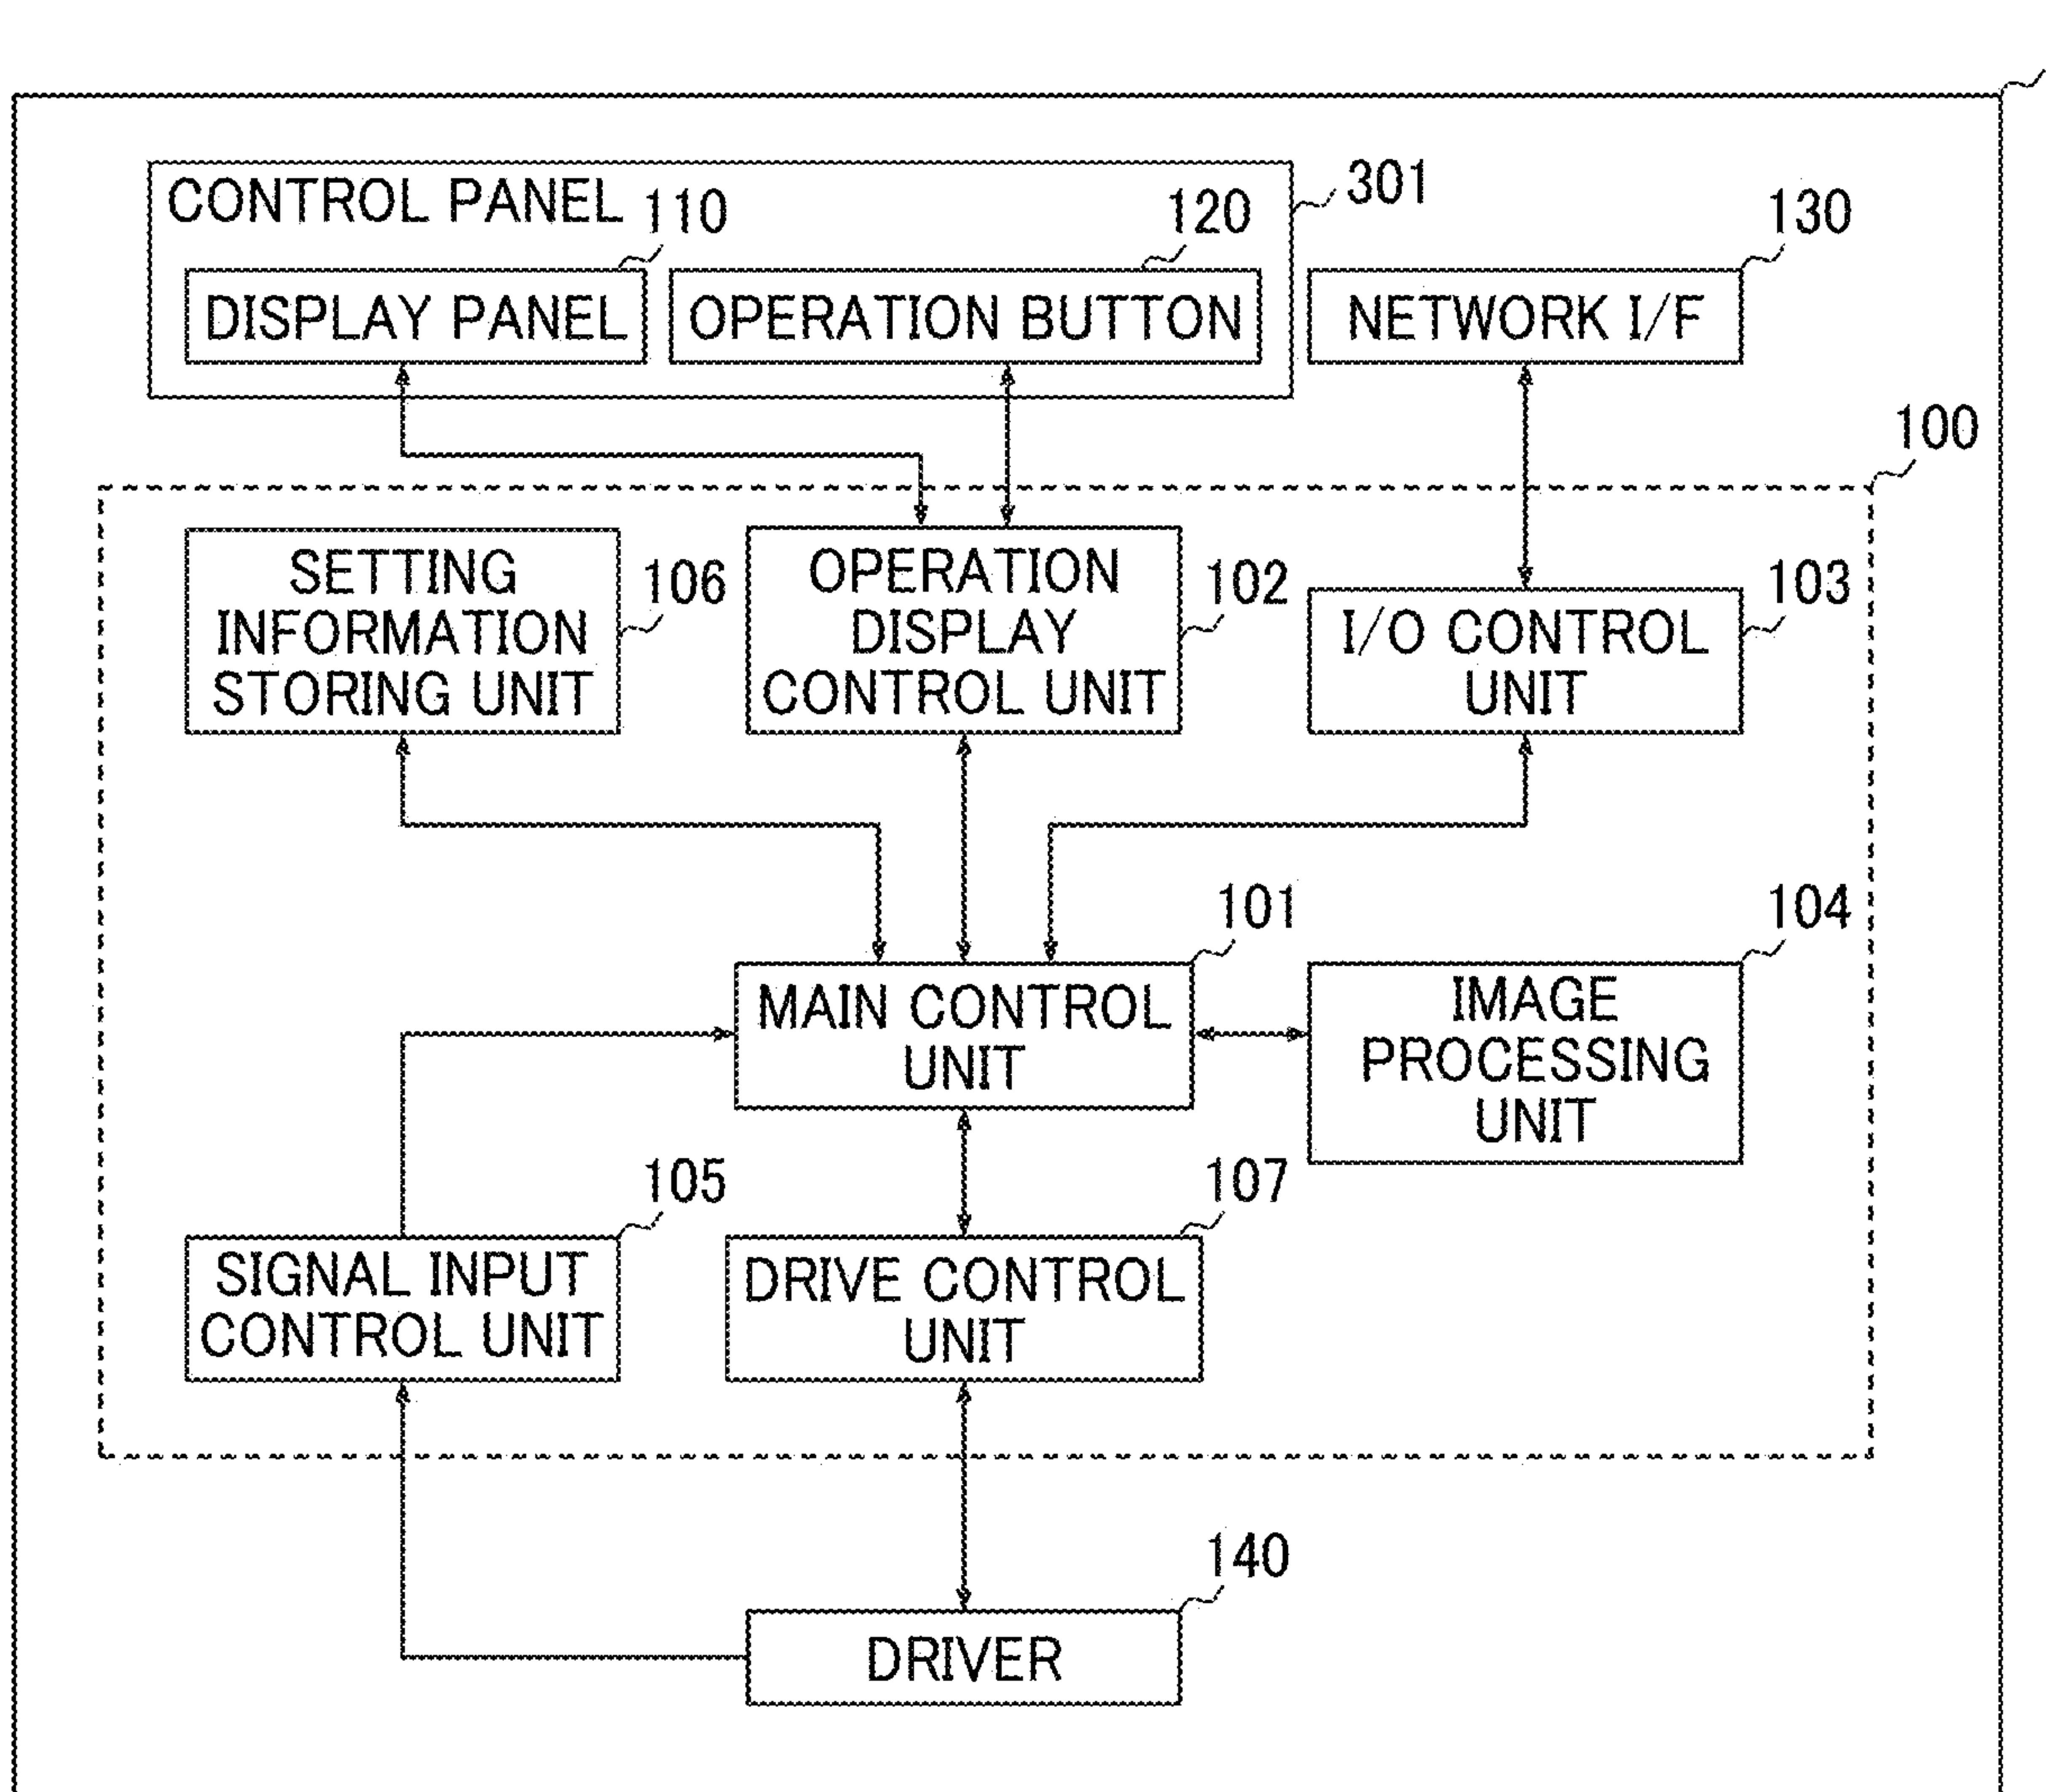 CONTROL PANEL
301
110
120
130
DISPLAY PANEL
OPERATION BUTTON
NETWORK I/F
100
SETTING
INFORMATION
STORING UNIT
106
OPERATION
DISPLAY
CONTROL UNIT
102
I/O CONTROL
UNIT
103
101
MAIN CONTROL
UNIT
104
IMAGE
PROCESSING
UNIT
105
SIGNAL INPUT
CONTROL UNIT
107
DRIVE CONTROL
UNIT
140
DRIVER